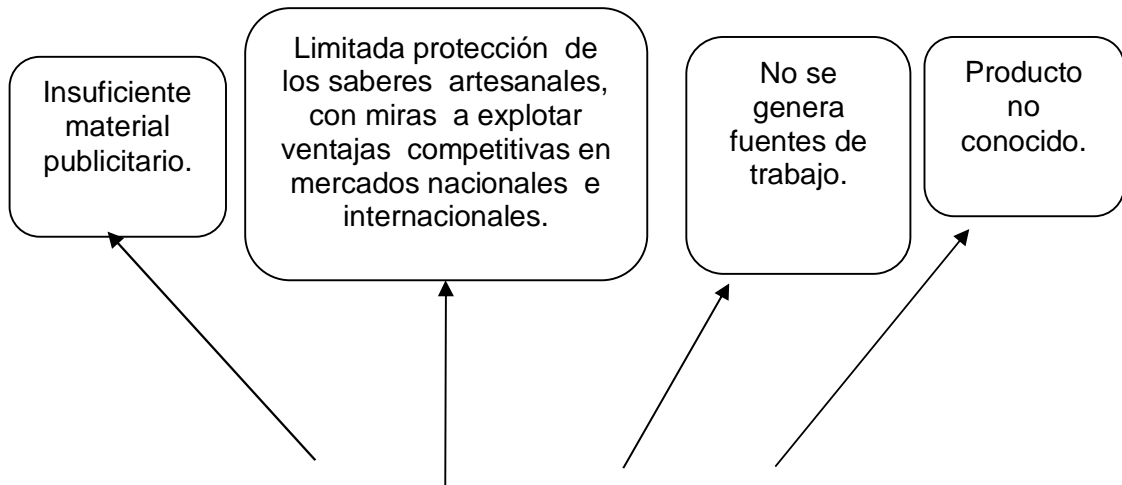 Insuficiente
material
publicitario.
Limitada protección de
los saberes artesanales,
con miras a explotar
ventajas competitivas en
mercados nacionales e
internacionales.
No se
genera
fuentes de
trabajo.
Producto
no
conocido.